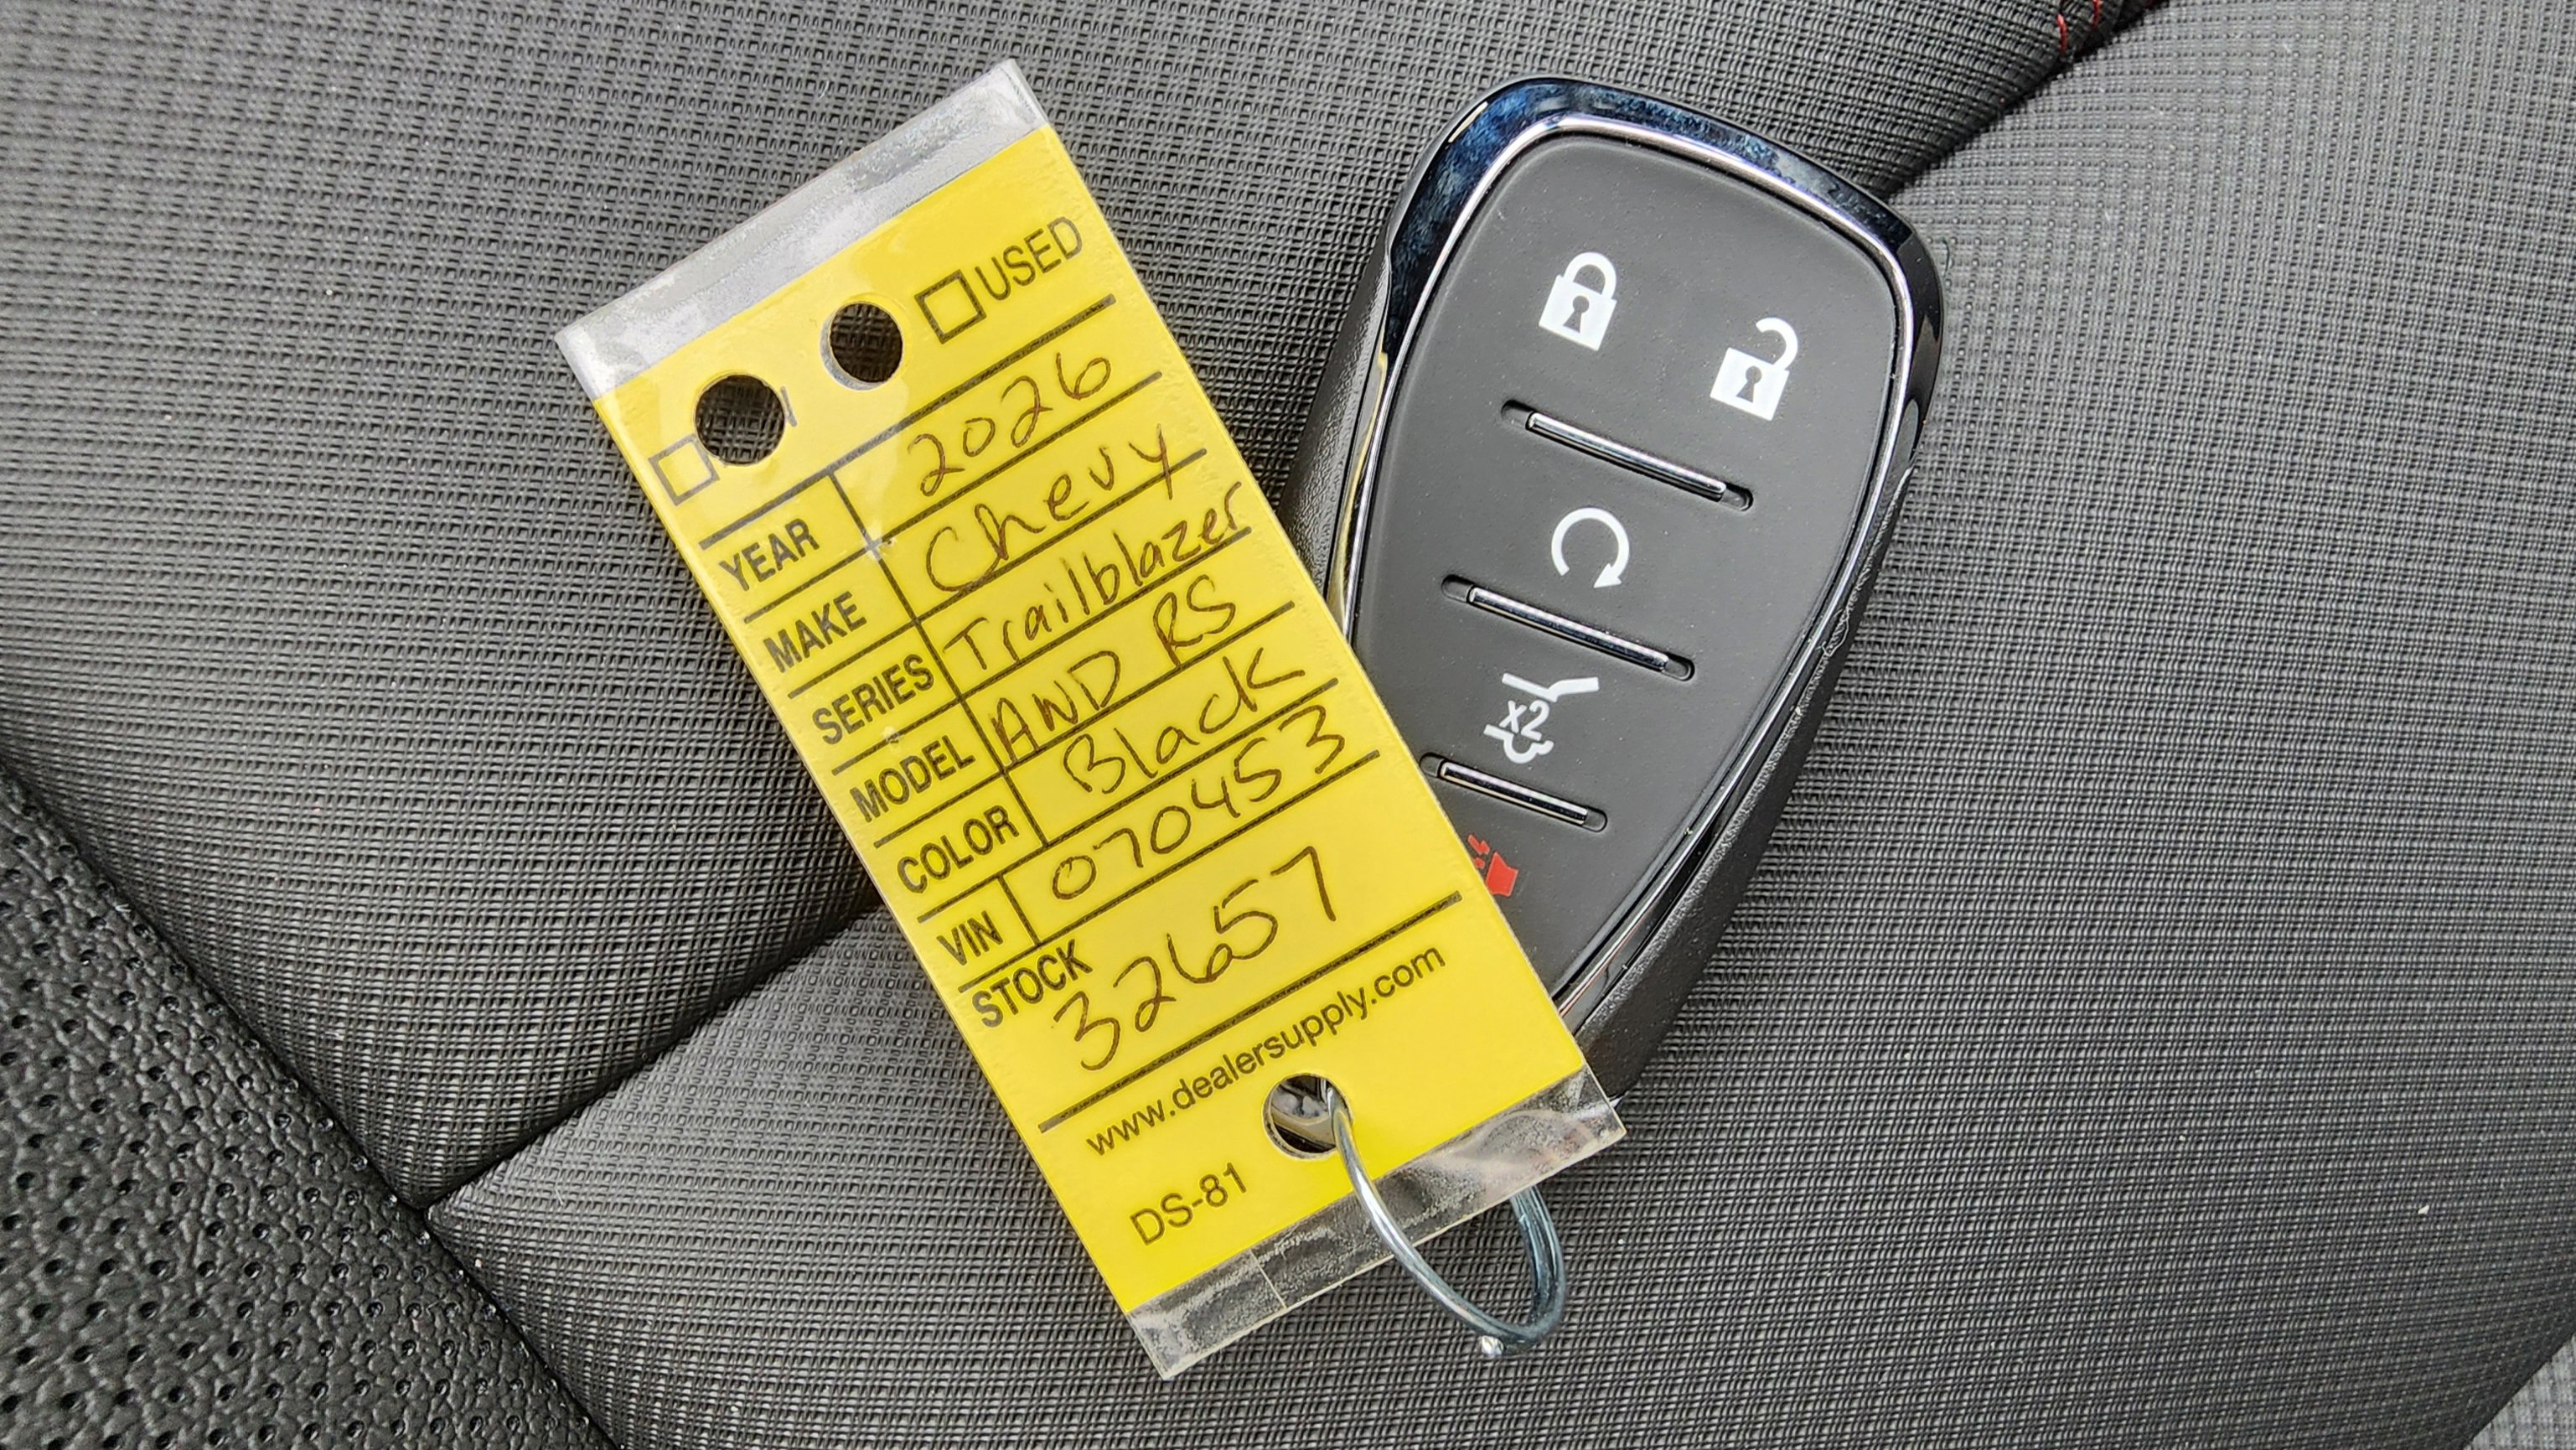 USED
YEAR 2026
MAKE Chevy
SERIES Trailblazer
MODEL AWD RS
COLOR Black
VIN 070453
STOCK
32657
www.dealersupply.com
DS-81
x2